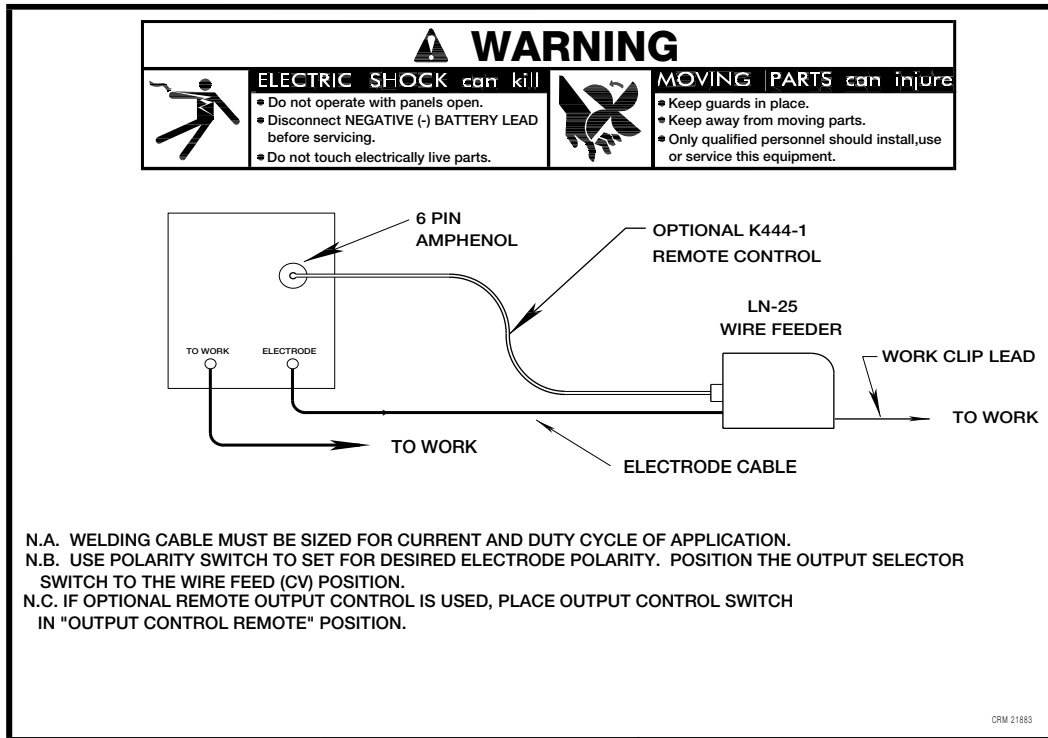 WARNING
ELECTRIC SHOCK can kill
Do not operate with panels open.
Disconnect NEGATIVE (-) BATTERY LEAD
before servicing.
Do not touch electrically live parts.
MOVING PARTS can injure
Keep guards in place.
Keep away from moving parts.
Only qualified personnel should install,use
or service this equipment.
6 PIN
AMPHENOL
OPTIONAL K444-1
REMOTE CONTROL
LN-25
WIRE FEEDER
TO WORK
ELECTRODE
WORK CLIP LEAD
TO WORK
TO WORK
ELECTRODE CABLE
N.A. WELDING CABLE MUST BE SIZED FOR CURRENT AND DUTY CYCLE OF APPLICATION.
N.B. USE POLARITY SWITCH TO SET FOR DESIRED ELECTRODE POLARITY. POSITION THE OUTPUT SELECTOR
SWITCH TO THE WIRE FEED (CV) POSITION.
N.C. IF OPTIONAL REMOTE OUTPUT CONTROL IS USED, PLACE OUTPUT CONTROL SWITCH
IN "OUTPUT CONTROL REMOTE" POSITION.
CRM 21883